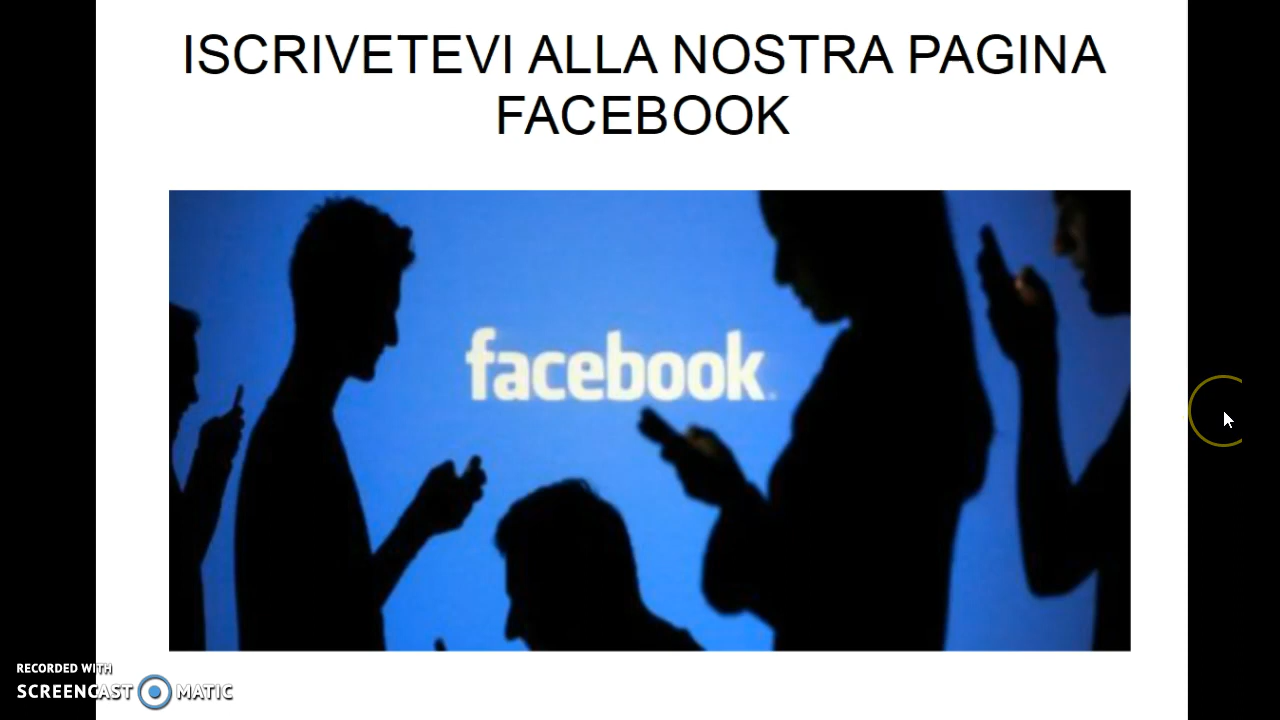 ISCRIVETEVI ALLA NOSTRA PAGINA
FACEBOOK
facebook
RECORDED WITH
SCREENCAST MATIC